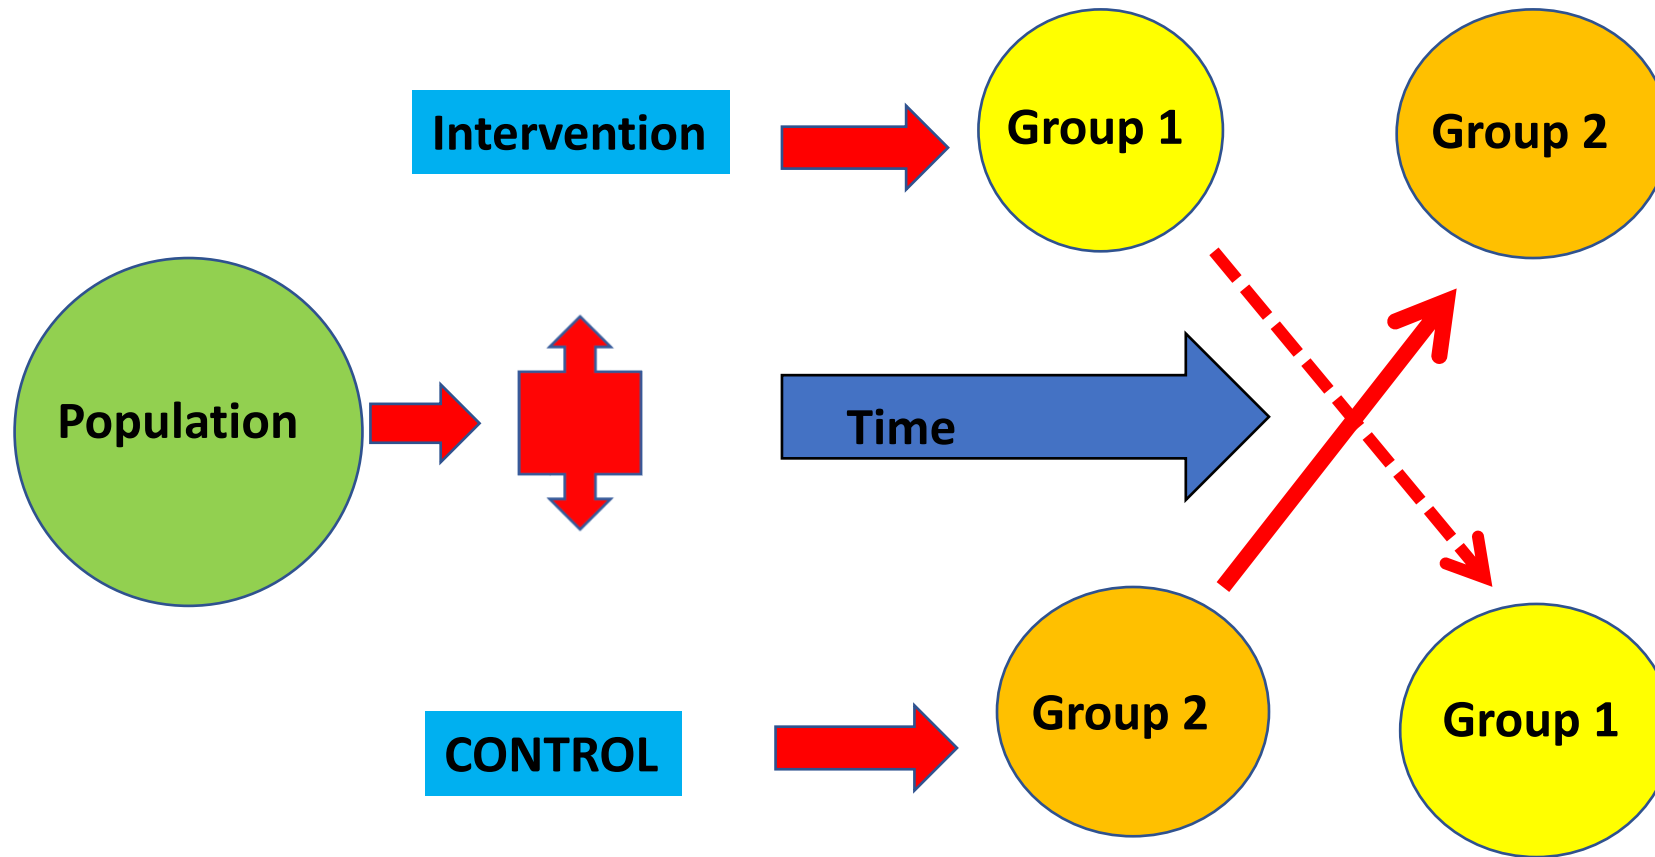 Intervention
Group 1
Group 2
Population
Time
CONTROL
Group 2
Group 1